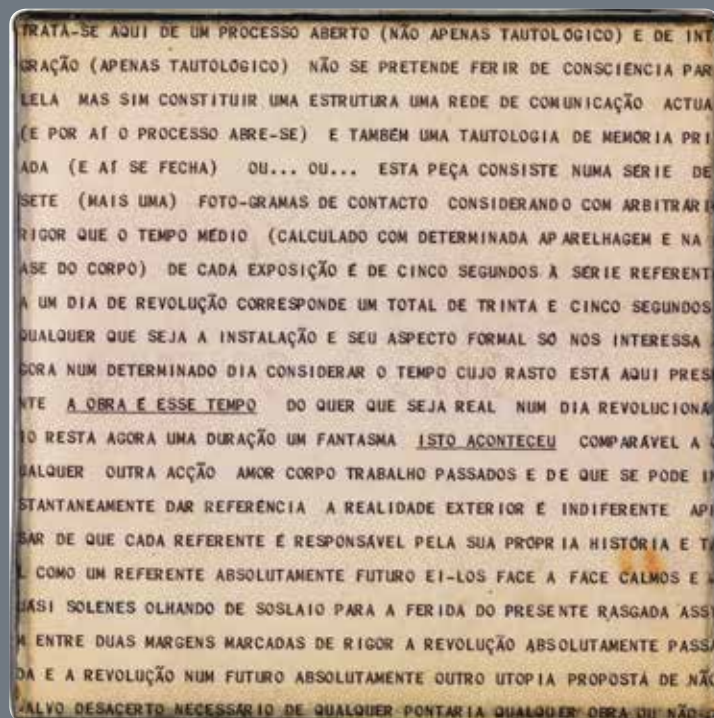 TRATA-SE AQUI DE UM PROCESSO ABERTO (NÃO APENAS TAUTOLOGICO) E DE INT
GRAÇÃO (APENAS TAUTOLOGICO) NÃO SE PRETENDE FERIR DE CONSCIENCIA PAR
LELA MAS SIM CONSTITUIR UMA ESTRUTURA UMA REDE DE COMUNICAÇÃO ACTUA
(E POR AÍ O PROCESSO ABRE-SE) E TAMBEM UMA TAUTOLOGIA DE MEMORIA PRI
ADA (E AÍ SE FECHA) OU... OU... ESTA PEÇA CONSISTE NUMA SERIE DE
SETE (MAIS UMA) FOTO-GRAMAS DE CONTACTO CONSIDERANDO COM ARBITRARI
RIGOR QUE O TEMPO MEDIO (CALCULADO COM DETERMINADA APARELHAGEM E NA
ASE DO CORPO) DE CADA EXPOSIÇÃO É DE CINCO SEGUNDOS À SÉRIE REFERENT
A UM DIA DE REVOLUÇÃO CORRESPONDE UM TOTAL DE TRINTA E CINCO SEGUNDOS
QUALQUER QUE SEJA A INSTALAÇÃO E SEU ASPECTO FORMAL SÓ NOS INTERESSA
GORA NUM DETERMINADO DIA CONSIDERAR O TEMPO CUJO RASTO ESTÁ AQUI PRES
NTE A OBRA É ESSE TEMPO DO QUER QUE SEJA REAL NUM DIA REVOLUCIONA
IO RESTA AGORA UMA DURAÇÃO UM FANTASMA ISTO ACONTECEU COMPARÁVEL A
UALQUER OUTRA ACÇÃO AMOR CORPO TRABALHO PASSADOS E DE QUE SE PODE I
STANTANEAMENTE DAR REFERÊNCIA A REALIDADE EXTERIOR É INDIFERENTE AP
SAR DE QUE CADA REFERENTE É RESPONSÁVEL PELA SUA PROPRIA HISTÓRIA E T
L COMO UM REFERENTE ABSOLUTAMENTE FUTURO EI-LOS FACE A FACE CALMOS E
UASI SOLENES OLHANDO DE SOSLAIO PARA A FERIDA DO PRESENTE RASGADA ASS
M ENTRE DUAS MARGENS MARCADAS DE RIGOR A REVOLUÇÃO ABSOLUTAMENTE PASS
DA E A REVOLUÇÃO NUM FUTURO ABSOLUTAMENTE OUTRO UTOPIA PROPOSTA DE NÃO
-ALVO DESACERTO NECESSÁRIO DE QUALQUER PONTARIA QUALQUER OBRA OU NÃO-